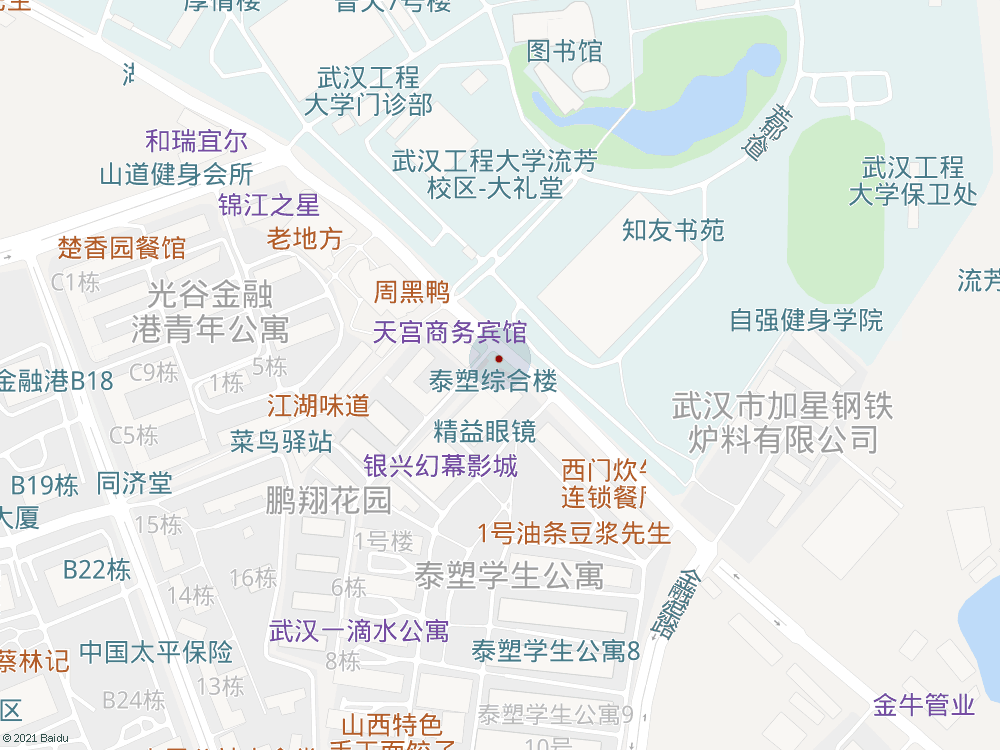 图书馆
武汉工程
大学门诊部
和瑞宜尔
山道健身会所
武汉工程大学流芳
校区-大礼堂
芳郁道
武汉工程
大学保卫处
锦江之星
老地方
楚香园餐馆
知友书苑
C1栋
光谷金融
港青年公寓
周黑鸭
流芳
天宫商务宾馆
自强健身学院
5栋
C9栋
1栋
金融港B18
泰塑综合楼
江湖味道
武汉市加星钢铁
炉料有限公司
C5栋
菜鸟驿站
精益眼镜
银兴幻幕影城
西门炊
连锁餐
B19栋
同济堂
鹏翔花园
大厦
15栋
1号楼
1号油条豆浆先生
B22栋
16栋
泰塑学生公寓
14栋
6栋
金融港路
武汉一滴水公寓
中国太平保险
蔡林记
8栋
泰塑学生公寓8
13栋
B24栋
金牛管业
区
泰塑学生公寓9
山西特色
10号
© 2021 Baidu